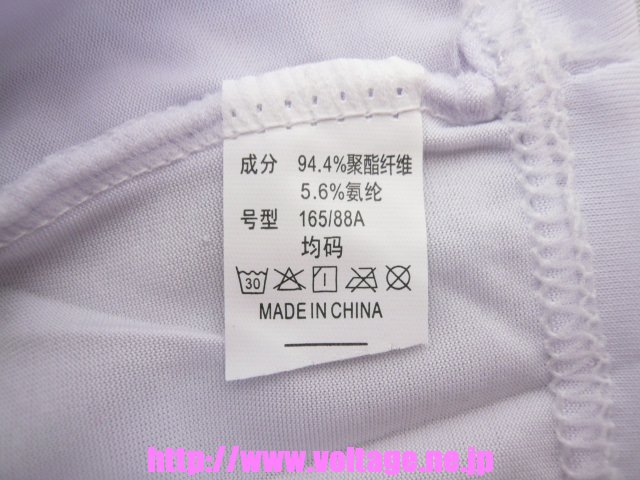 成分 94.4%聚酯纤维
5.6%氨纶
号型 165/88A
均码
30
MADE IN CHINA
http://www.voltage.ne.jp